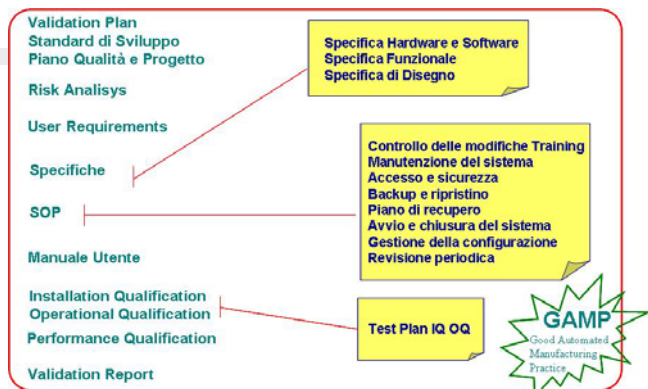 Validation Plan
Standard di Sviluppo
Piano Qualità e Progetto
Risk Analisys
User Requirements
Specifiche
SOP
Manuale Utente
Installation Qualification
Operational Qualification
Performance Qualification
Validation Report
Specifica Hardware e Software
Specifica Funzionale
Specifica di Disegno
Controllo delle modifiche Training
Manutenzione del sistema
Accesso e sicurezza
Backup e ripristino
Piano di recupero
Avvio e chiusura del sistema
Gestione della configurazione
Revisione periodica
Test Plan IQ OQ
GAMP
Good Automated
Manufacturing
Practice